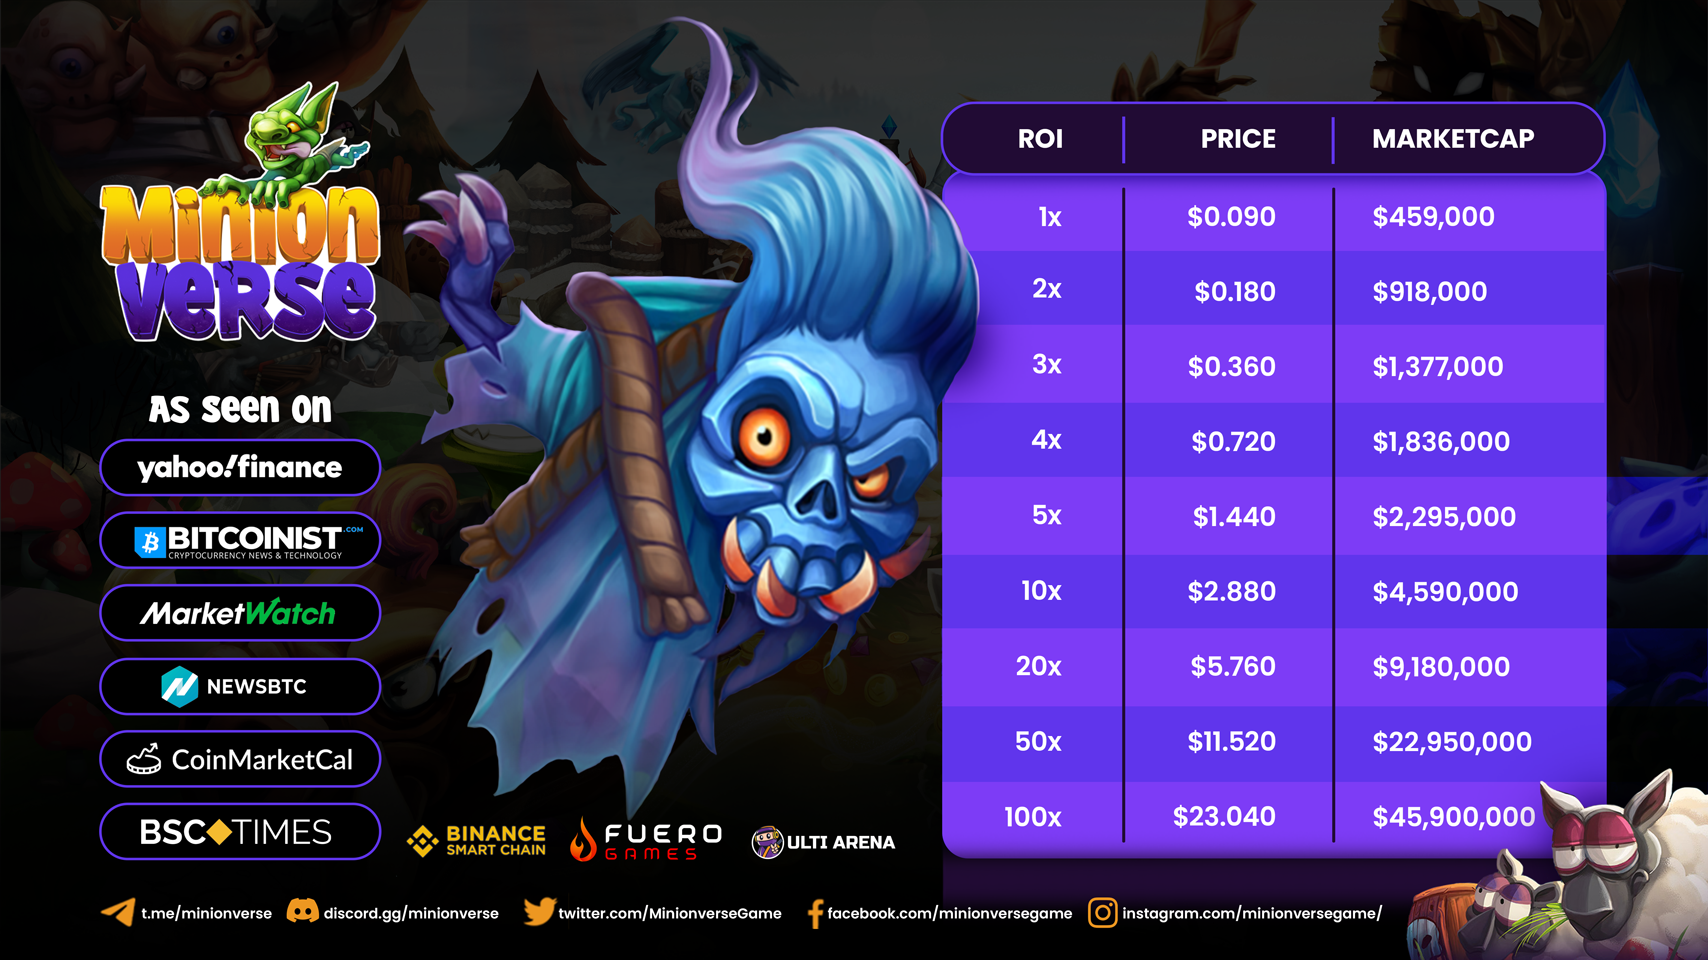 Minion
Verse
As seen on
yahoo!finance
BITCOINIST.COM
CRYPTOCURRENCY NEWS & TECHNOLOGY
MarketWatch
NEWSBTC
CoinMarketCal
BSC TIMES
BINANCE
SMART CHAIN
FUERO
GAMES
ULTI ARENA
ROI PRICE MARKETCAP
1x $0.090 $459,000
2x $0.180 $918,000
3x $0.360 $1,377,000
4x $0.720 $1,836,000
5x $1.440 $2,295,000
10x $2.880 $4,590,000
20x $5.760 $9,180,000
50x $11.520 $22,950,000
100x $23.040 $45,900,000
t.me/minionverse discord.gg/minionverse twitter.com/MinionverseGame facebook.com/minionversegame instagram.com/minionversegame/